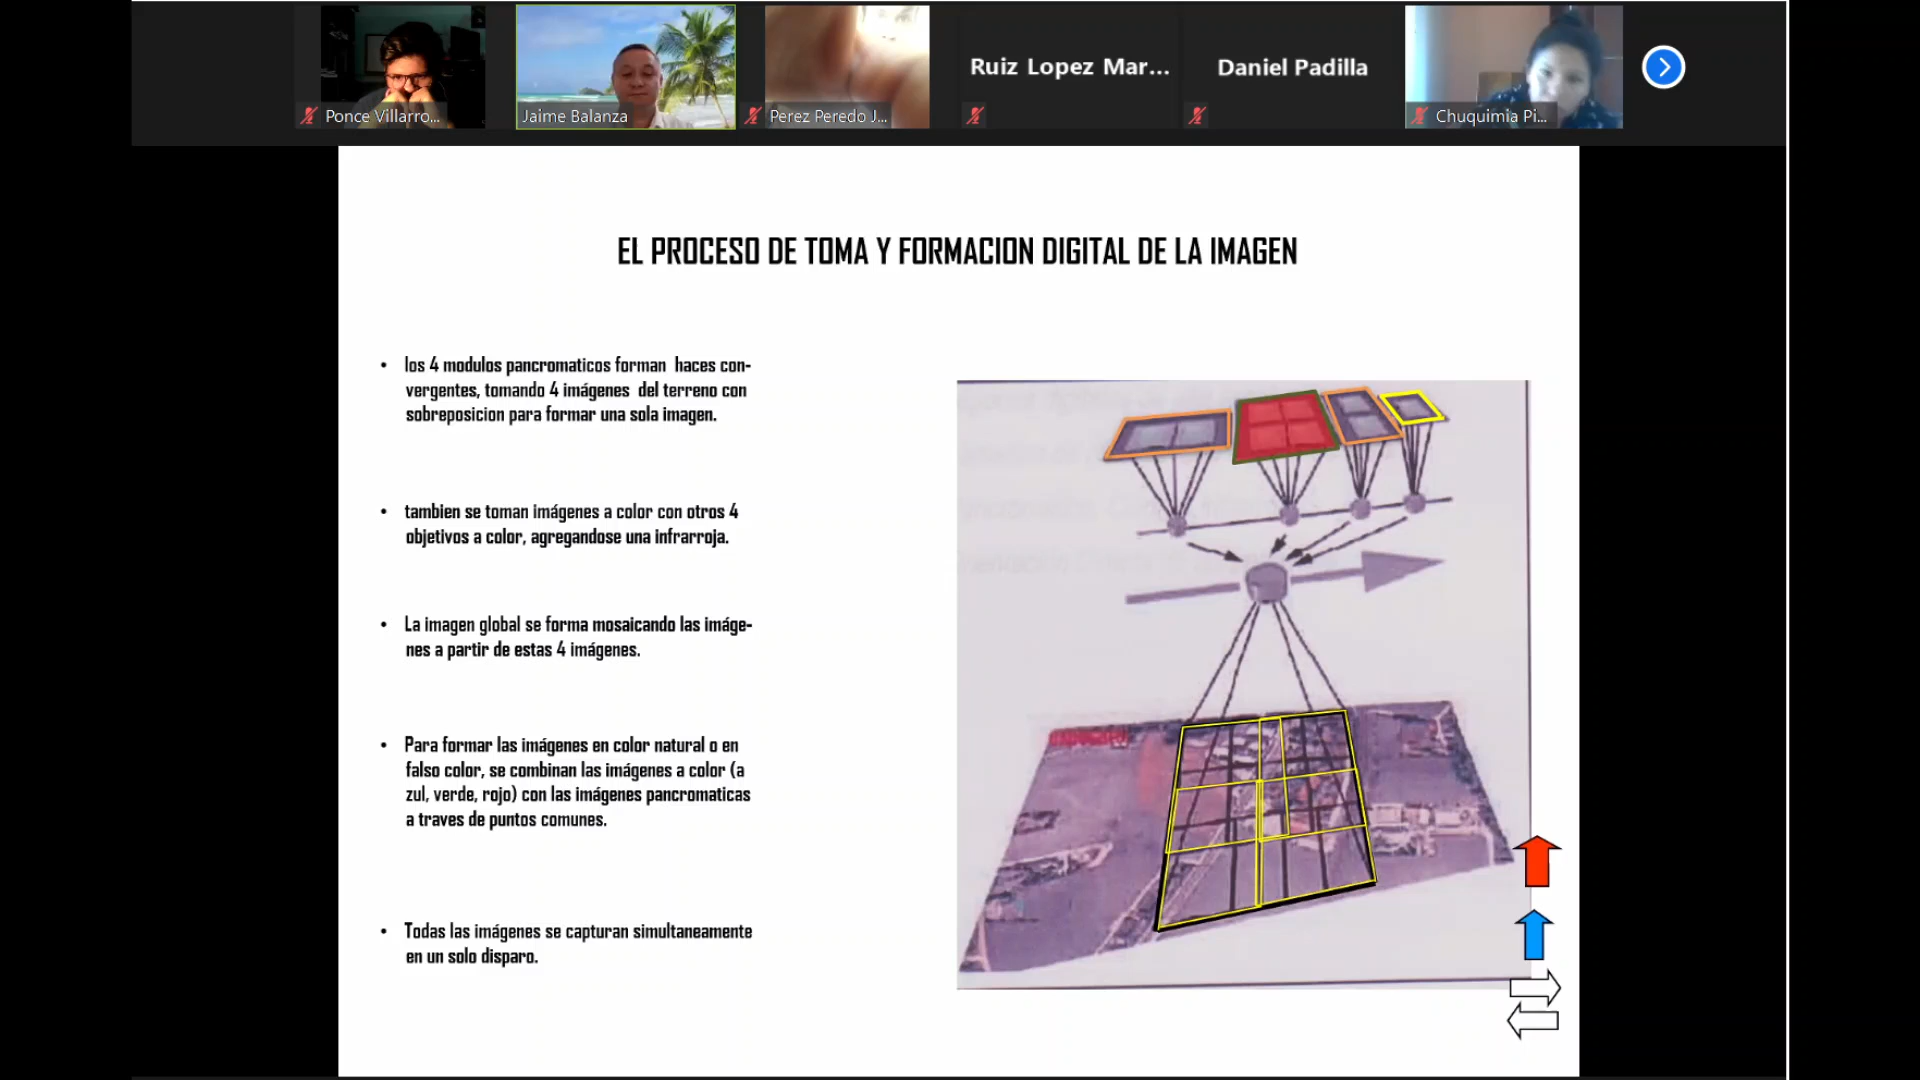 Ponce Villarro...
Jaime Balanza
Perez Peredo J...
Ruiz Lopez Mar...
Daniel Padilla
Chuquimia Pi...
EL PROCESO DE TOMA Y FORMACION DIGITAL DE LA IMAGEN
• los 4 modulos pancromaticos forman haces con-
vergentes, tomando 4 imágenes del terreno con
sobreposicion para formar una sola imagen.
• tambien se toman imágenes a color con otros 4
objetivos a color, agregandose una infrarroja.
• La imagen global se forma mosaicando las imáge-
nes a partir de estas 4 imágenes.
• Para formar las imágenes en color natural o en
falso color, se combinan las imágenes a color (a
zul, verde, rojo) con las imágenes pancromaticas
a traves de puntos comunes.
• Todas las imágenes se capturan simultaneamente
en un solo disparo.